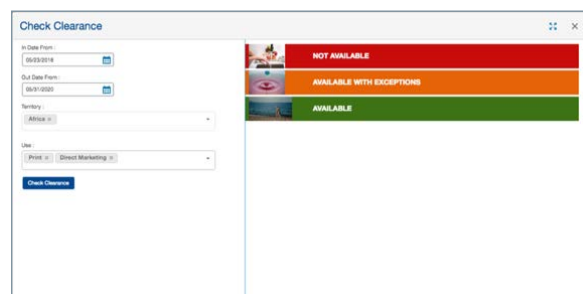 Check Clearance
In Date From :
05/23/2018
Out Date From :
05/31/2020
Territory :
Africa ×
Use :
Print × Direct Marketing ×
Check Clearance
NOT AVAILABLE
AVAILABLE WITH EXCEPTIONS
AVAILABLE